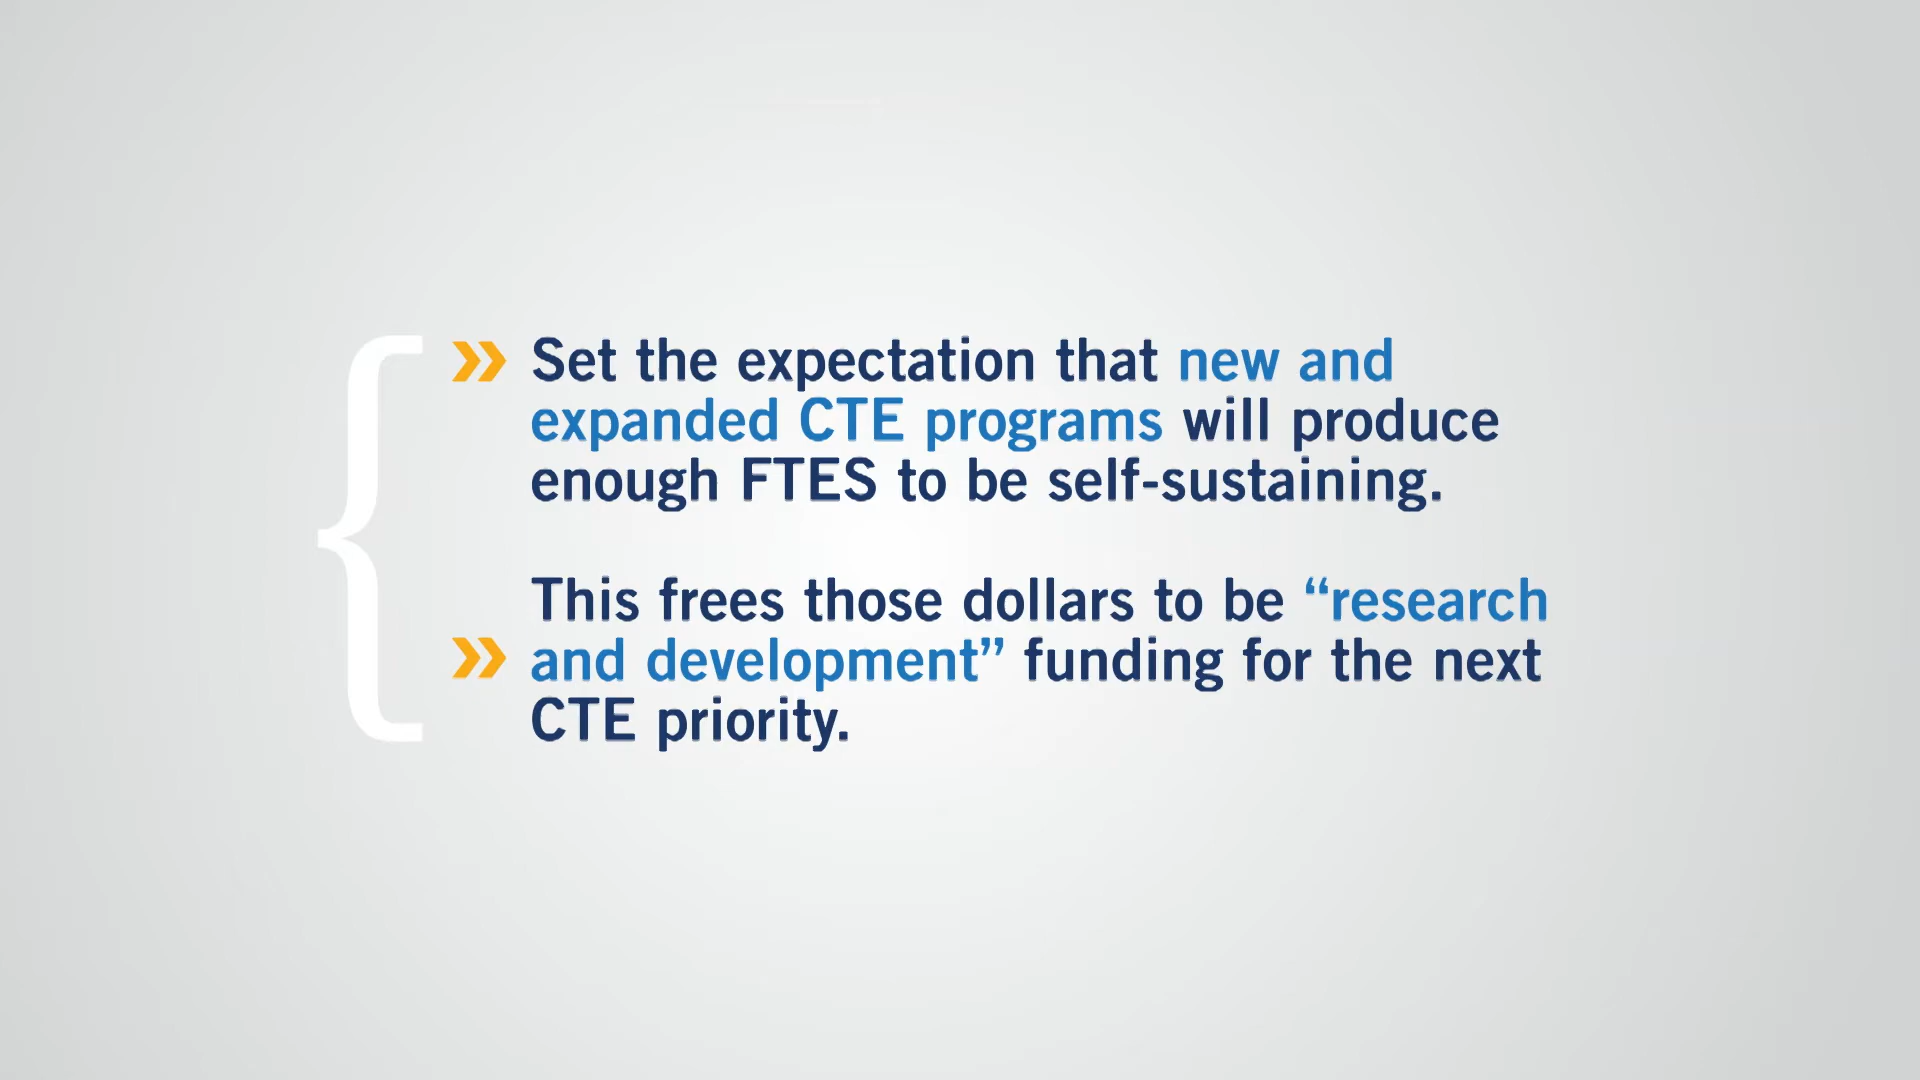 » Set the expectation that new and
expanded CTE programs will produce
enough FTES to be self-sustaining.
This frees those dollars to be “research
» and development” funding for the next
CTE priority.